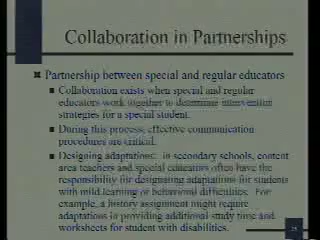 Collaboration in Partnerships
Partnership between special and regular educators
Collaboration exists when special and regular
educators work together to determine intervention
strategies for a special student.
During this process, effective communication
procedures are critical.
Designing adaptations: in secondary schools, content
area teachers and special educators often have the
responsibility for designating adaptations for students
with mild learning or behavioral difficulties. For
example, a history assignment might require
adaptations in providing additional study time and
worksheets for student with disabilities.